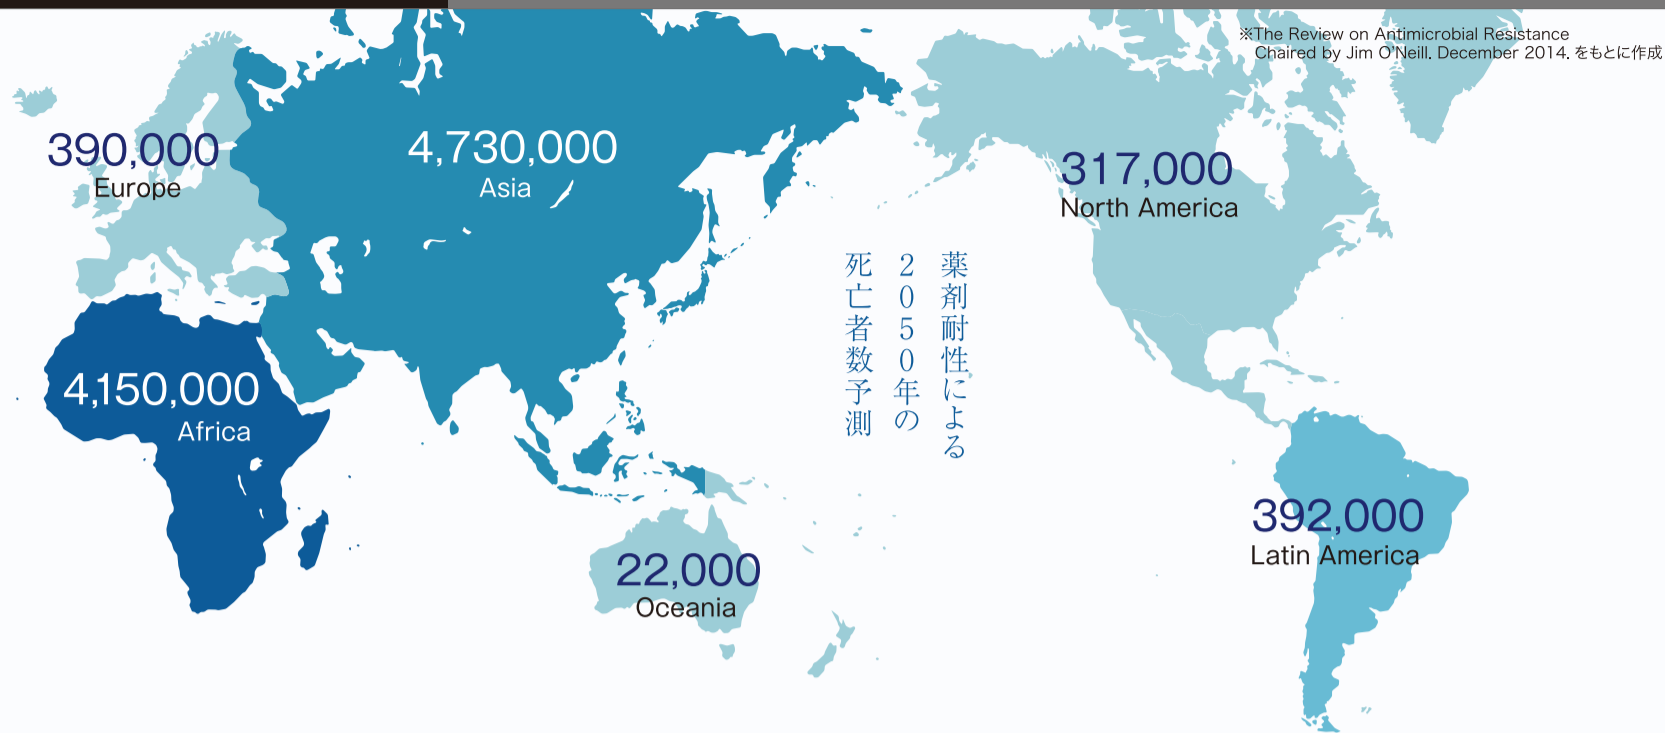 ※The Review on Antimicrobial Resistance
Chaired by Jim O'Neill. December 2014. をもとに作成
390,000
Europe
4,730,000
Asia
317,000
North America
薬剤耐性による
2050年の
死亡者数予測
4,150,000
Africa
392,000
Latin America
22,000
Oceania